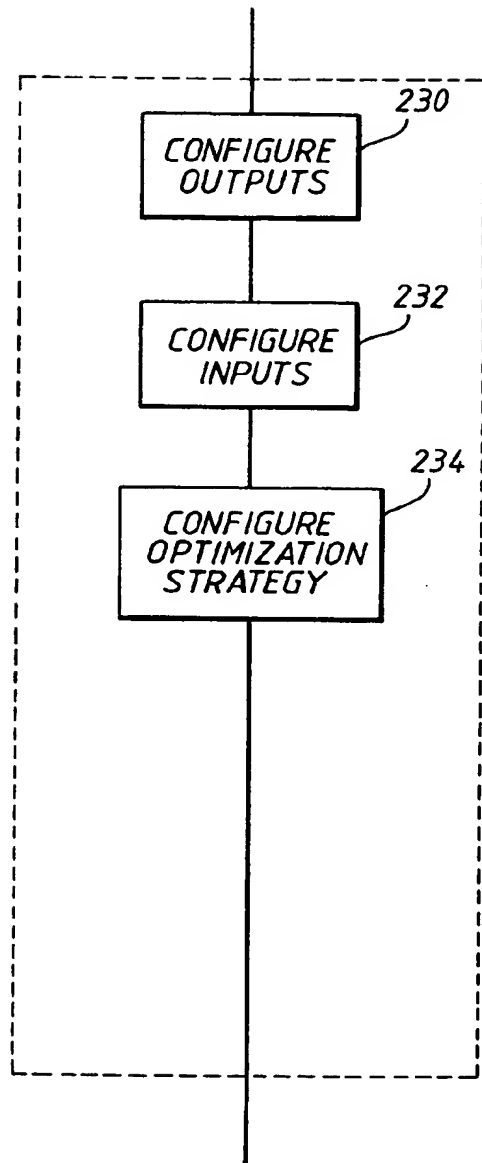 230
CONFIGURE
OUTPUTS
232
CONFIGURE
INPUTS
234
CONFIGURE
OPTIMIZATION
STRATEGY